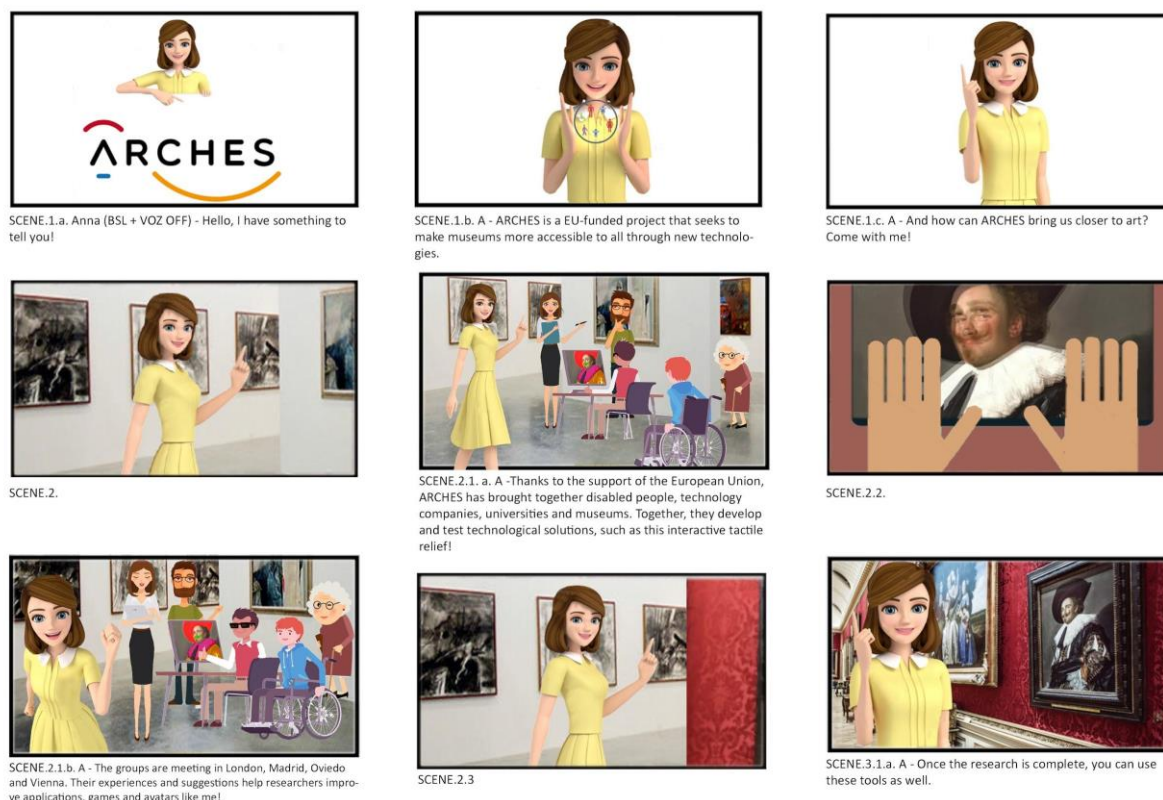 ARCHES
SCENE.1.a. Anna (BSL + VOZ OFF) - Hello, I have something to
tell you!
SCENE.1.b. A - ARCHES is a EU-funded project that seeks to
make museums more accessible to all through new technolo-
gies.
SCENE.1.c. A - And how can ARCHES bring us closer to art?
Come with me!
SCENE.2.
SCENE.2.1. a. A -Thanks to the support of the European Union,
ARCHES has brought together disabled people, technology
companies, universities and museums. Together, they develop
and test technological solutions, such as this interactive tactile
relief!
SCENE.2.2.
SCENE.2.1.b. A - The groups are meeting in London, Madrid, Oviedo
and Vienna. Their experiences and suggestions help researchers impro-
ve applications, games and avatars like me!
SCENE.2.3
SCENE.3.1.a. A - Once the research is complete, you can use
these tools as well.